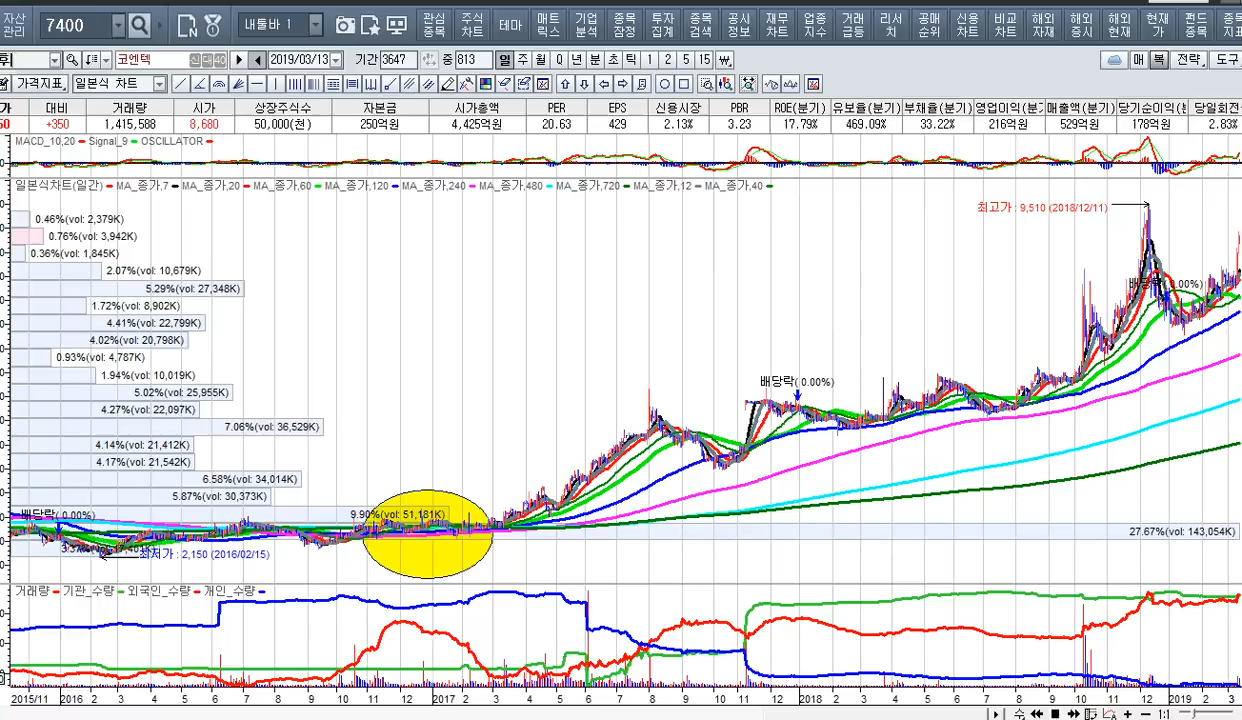 자산 관리 7400 내툴바 1 관심 종목 주식 차트 테마 매트 릭스 기업 분석 종목 잠정 투자 집계 종목 검색 공시 정보 재무 차트 업종 지수 거래 량 리서 치 공매 순위 신용 차트 비교 차트 해외 자재 해외 증시 해외 현재 현재 가 펀드 종목 종목
코엔텍 2019/03/13 기간 3647 중 813 일 주 월 Q 년 분 초 틱 1 2 5 15 매 복 전략 도구
가격지표 일본식 차트
대비 거래량 시가 상장주식수 자본금 시가총액 PER EPS 신용시장 PBR ROE(분기) 유보율(분기) 부채율(분기) 영업이익(분기 매출액(분기) 당기순이익(분 당일회전
+350 1,415,588 8,680 50,000(천) 250억원 4,425억원 20.63 429 2.13% 3.23 17.79% 469.09% 33.22% 216억원 529억원 178억원 2.83%
MACD_10,20 Signal_9 OSCILLATOR
일본식차트(일간) MA_종가,7 MA_종가,20 MA_종가,60 MA_종가,120 MA_종가,240 MA_종가,480 MA_종가,720 MA_종가,12 MA_종가,40
최고가 : 9,510 (2018/12/11)
0.46%(vol: 2,379K)
0.76%(vol: 3,942K)
0.36%(vol: 1,845K)
2.07%(vol: 10,679K)
배당락( 0.00%)
5.29%(vol: 27,348K)
1.72%(vol: 8,902K)
4.41%(vol: 22,799K)
4.02%(vol: 20,798K)
0.93%(vol: 4,787K)
1.94%(vol: 10,019K)
배당락( 0.00%)
5.02%(vol: 25,955K)
4.27%(vol: 22,097K)
7.06%(vol: 36,529K)
4.14%(vol: 21,412K)
4.17%(vol: 21,542K)
6.58%(vol: 34,014K)
5.87%(vol: 30,373K)
배당락( 0.00%) 9.90%(vol: 51,181K)
27.67%(vol: 143,054K)
최저가 : 2,150 (2016/02/15)
거래량 기관_수량 외국인_수량 개인_수량
2015/11 2016 2 3 4 5 6 7 8 9 10 11 12 2017 2 3 4 5 6 7 8 9 10 11 12 2018 2 3 4 5 6 7 8 9 10 11 12 2019 2 3
수 1:1